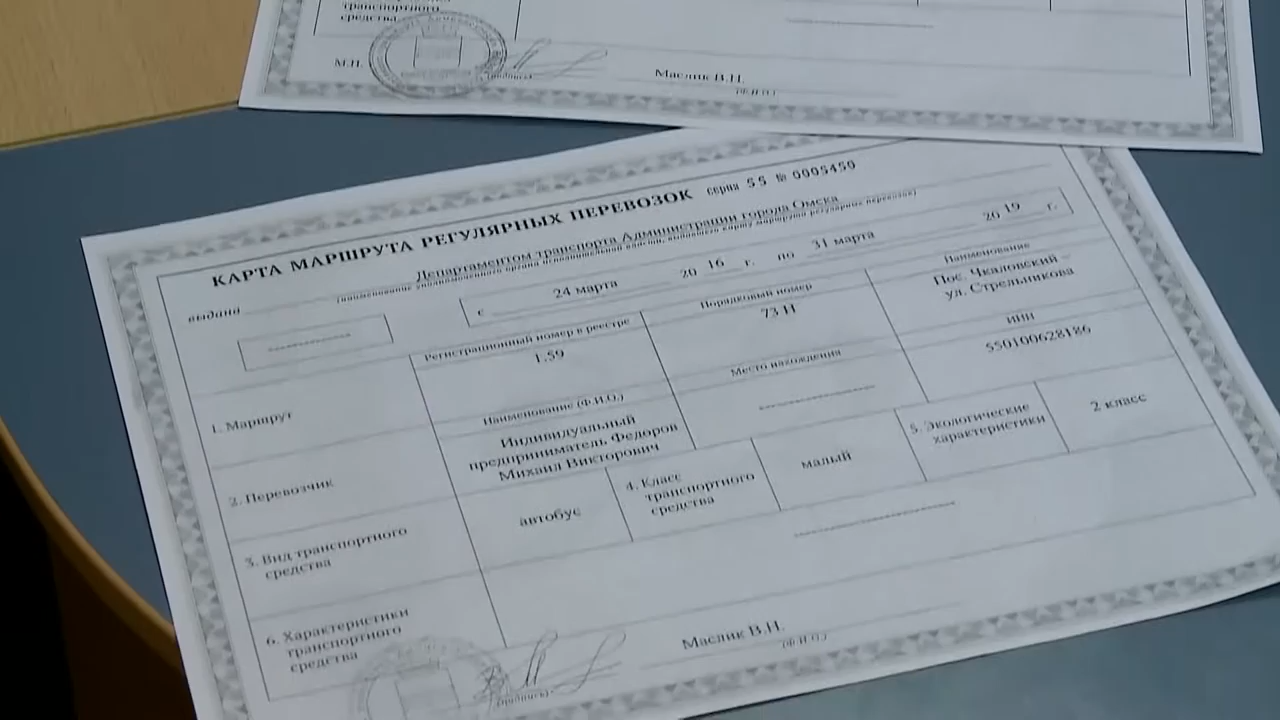 транспортного
средства
М.П.
(подпись)
Маслик В.Н.
(Ф.И.О.)
КАРТА МАРШРУТА РЕГУЛЯРНЫХ ПЕРЕВОЗОК серия 55 № 0005450
выдана Департаментом транспорта Администрации города Омска
(наименование уполномоченного органа исполнительной власти, выдавшего карту маршрута регулярных перевозок)
с 24 марта 20 16 г. по 31 марта 20 19 г.
Регистрационный номер в реестре
Порядковый номер
Наименование
1. Маршрут
1.59
73 Н
Пос. Чкаловский –
ул. Стрельникова
Наименование (Ф.И.О.)
Место нахождения
ИНН
2. Перевозчик
Индивидуальный
предприниматель Федоров
Михаил Викторович
550100628186
3. Вид транспортного
средства
автобус
4. Класс
транспортного
средства
малый
5. Экологические
характеристики
2 класс
6. Характеристики
транспортного
средства
(подпись)
Маслик В.Н.
(Ф.И.О.)